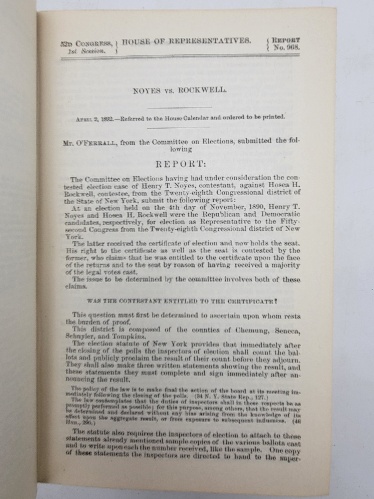 52D CONGRESS, } HOUSE OF REPRESENTATIVES. { REPORT
1st Session. } { No. 968.
NOYES VS. ROCKWELL.
APRIL 2, 1892.—Referred to the House Calendar and ordered to be printed.
Mr. O'FERRALL, from the Committee on Elections, submitted the fol-
lowing
REPORT:
The Committee on Elections having had under consideration the con-
tested election case of Henry T. Noyes, contestant, against Hosea H.
Rockwell, contestee, from the Twenty-eighth Congressional district of
the State of New York, submit the following report:
At an election held on the 4th day of November, 1890, Henry T.
Noyes and Hosea H. Rockwell were the Republican and Democratic
candidates, respectively, for election as Representative to the Fifty-
second Congress from the Twenty-eighth Congressional district of New
York.
The latter received the certificate of election and now holds the seat.
His right to the certificate as well as the seat is contested by the
former, who claims that he was entitled to the certificate upon the face
of the returns and to the seat by reason of having received a majority
of the legal votes cast.
The issue to be determined by the committee involves both of these
claims.
WAS THE CONTESTANT ENTITLED TO THE CERTIFICATE?
This question must first be determined to ascertain upon whom rests
the burden of proof.
This district is composed of the counties of Chemung, Seneca,
Schuyler, and Tompkins.
The election statute of New York provides that immediately after
the closing of the polls the inspectors of election shall count the bal-
lots and publicly proclaim the result of their count before they adjourn.
They shall also make three written statements showing the result, and
these statements they must complete and sign immediately after an-
nouncing the result.
The policy of the law is to make final the action of the board at its meeting im-
mediately following the closing of the polls. (34 N. Y. State Rep., 127.)
The law contemplates that the duties of inspectors shall in these respects be as
promptly performed as possible; for this purpose, among others, that the result may
be determined and declared without any bias arising from the knowledge of its
effect upon the aggregate result, or from exposure to subsequent influences. (46
Hun, 390.)
The statute also requires the inspectors of election to attach to these
statements already mentioned sample copies of the various ballots cast
and to write upon each the number received, like the sample. One copy
of these statements the inspectors are directed to hand to the super-